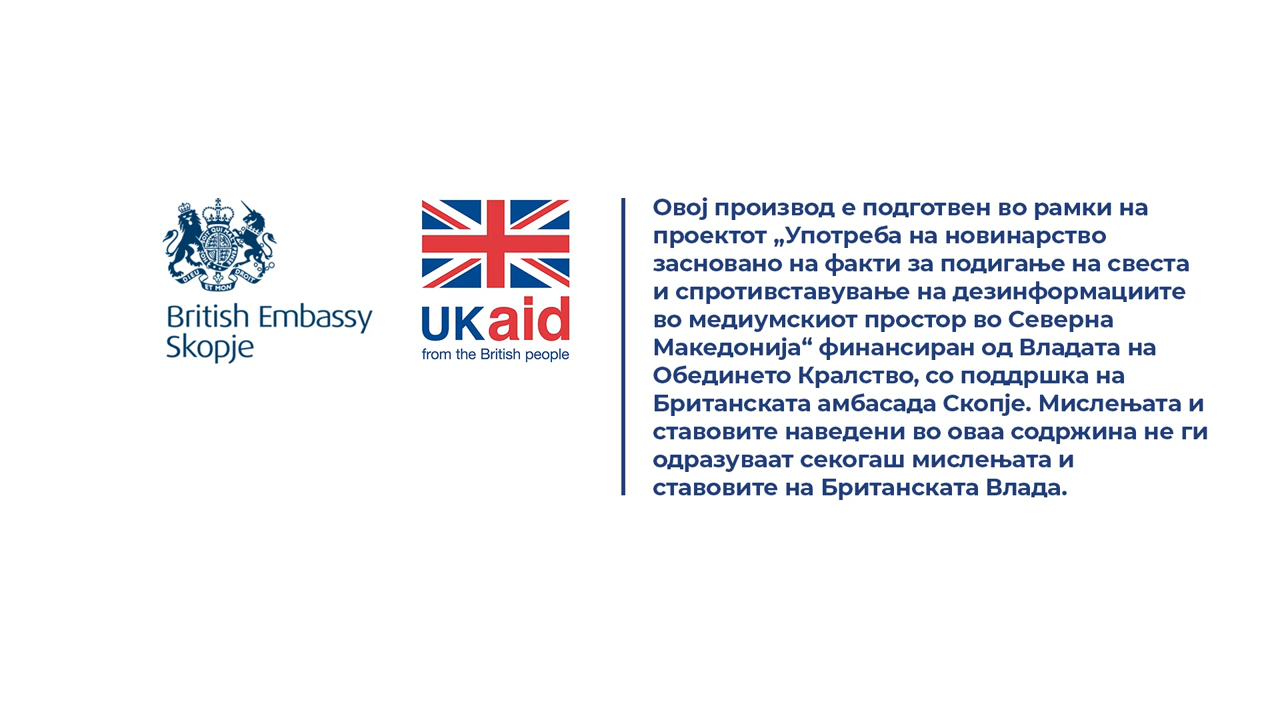 British Embassy
Skopje
UKaid
from the British people
Овој производ е подготвен во рамки на
проектот „Употреба на новинарство
засновано на факти за подигање на свеста
и спротивставување на дезинформациите
во медиумскиот простор во Северна
Македонија“ финансиран од Владата на
Обединето Кралство, со поддршка на
Британската амбасада Скопје. Мислењата и
ставовите наведени во оваа содржина не ги
одразуваат секогаш мислењата и
ставовите на Британската Влада.